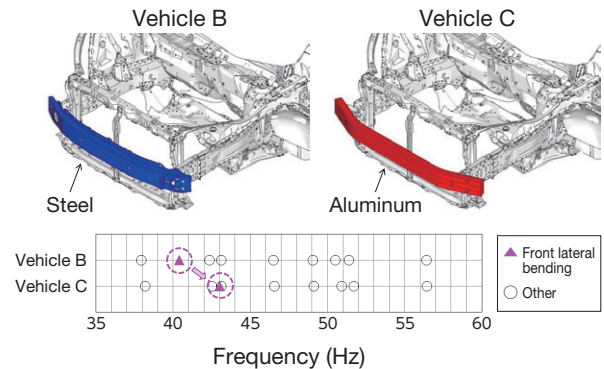 Vehicle B
Vehicle C
Steel
Aluminum
Vehicle B
Vehicle C
35 40 45 50 55 60
Frequency (Hz)
Front lateral
bending
Other